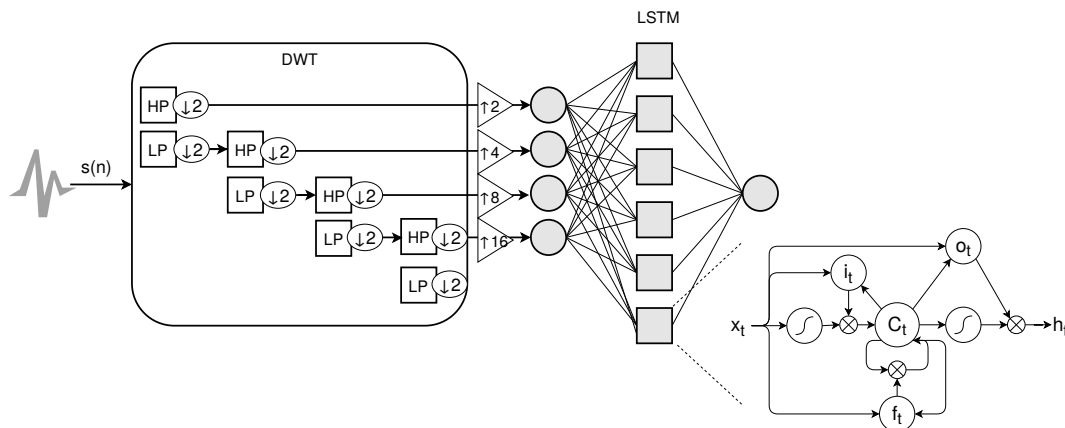 LSTM
DWT
HP ↓2 ↑2
LP ↓2 HP ↓2 ↑4
s(n)
LP ↓2 HP ↓2 ↑8
LP ↓2 HP ↓2 ↑16
LP ↓2
o_t
i_t
x_t C_t h_t
f_t